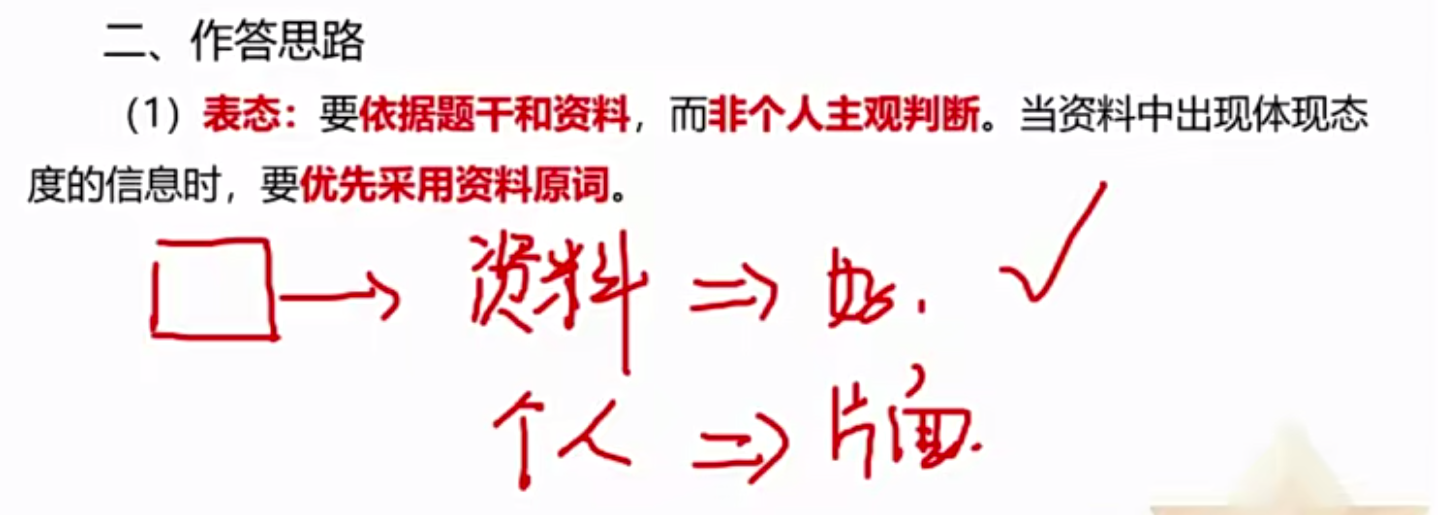 二、作答思路
（1）表态：要依据题干和资料，而非个人主观判断。当资料中出现体现态
度的信息时，要优先采用资料原词。
资料
个人 片面